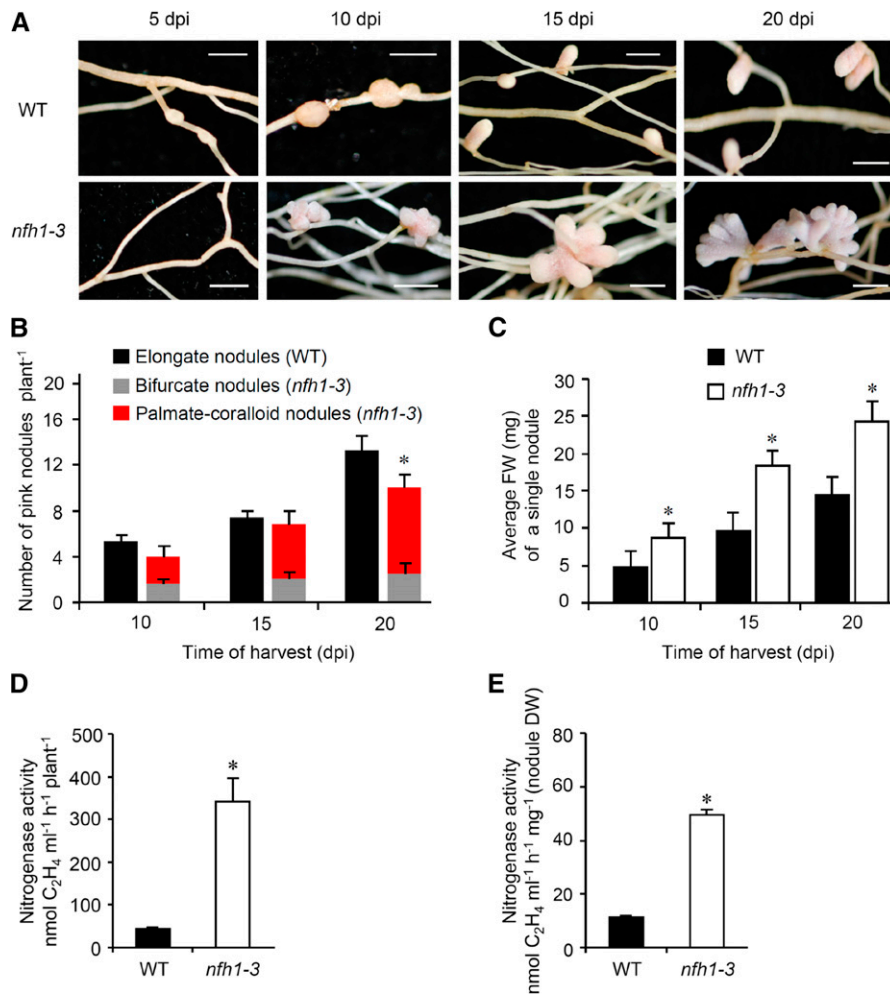 A
5 dpi 10 dpi 15 dpi 20 dpi
WT
nfh1-3
B
Elongate nodules (WT)
Bifurcate nodules (nfh1-3)
Palmate-coralloid nodules (nfh1-3)
Number of pink nodules plant⁻¹
20
16
12
8
4
0
*
10 15 20
Time of harvest (dpi)
C
WT
nfh1-3
Average FW (mg)
of a single nodule
30
25
20
15
10
5
0
* * *
10 15 20
Time of harvest (dpi)
D
Nitrogenase activity
nmol C₂H₄ ml⁻¹ h⁻¹ plant⁻¹
500
400
300
200
100
0
*
WT nfh1-3
E
Nitrogenase activity
nmol C₂H₄ ml⁻¹ h⁻¹ mg⁻¹ (nodule DW)
80
60
40
20
0
*
WT nfh1-3